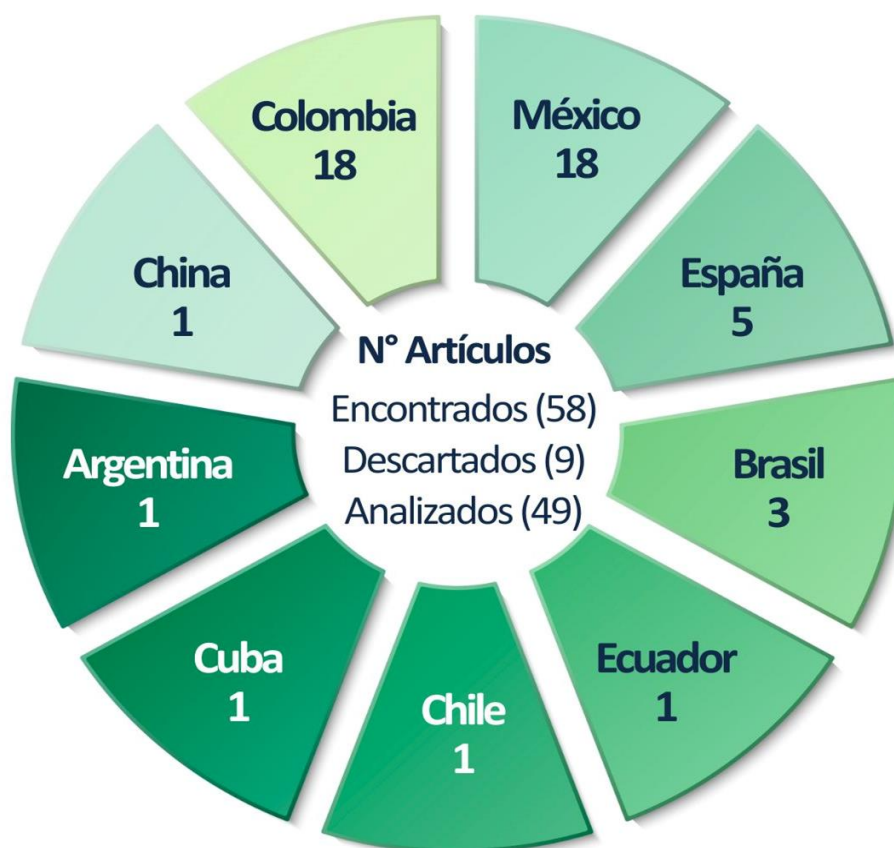 Colombia
18
México
18
España
5
Brasil
3
Ecuador
1
Chile
1
Cuba
1
Argentina
1
China
1
N° Artículos
Encontrados (58)
Descartados (9)
Analizados (49)